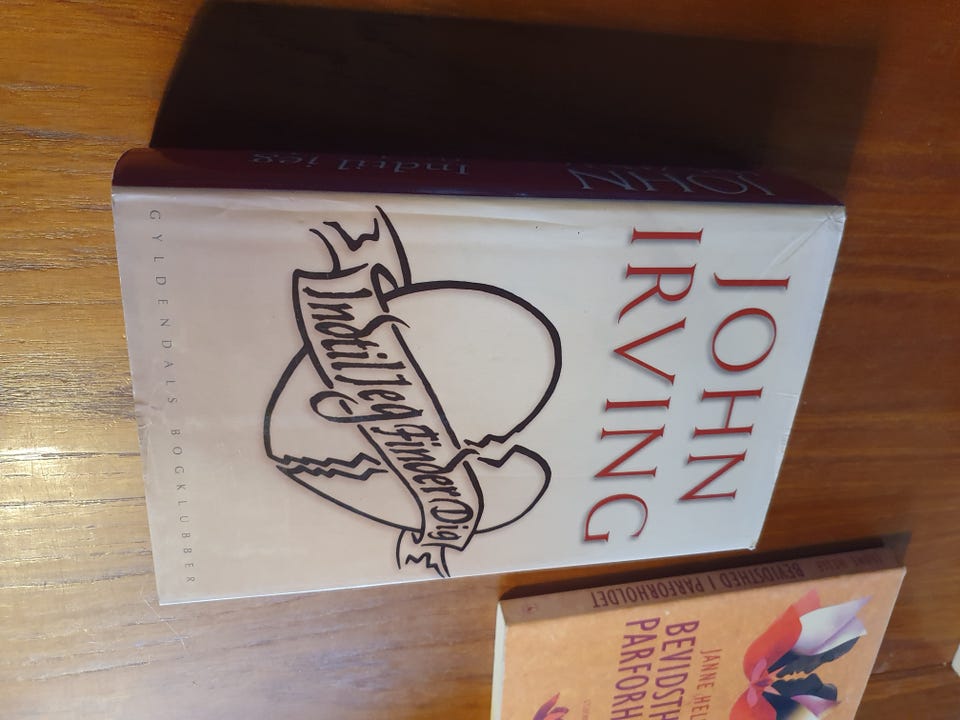 JOHN
IRVING
Indtil Jeg Finder Dig
GYLDENDALS BOGKLUBBER
JOHN
Indtil jeg
BEVIDSTHED I PARFORHOLDET
JANNE HEL
BEVIDSTH
PARFORH